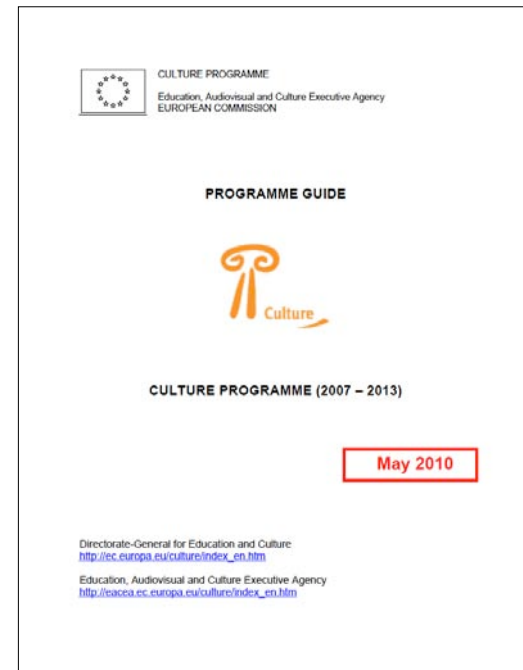 CULTURE PROGRAMME
Education, Audiovisual and Culture Executive Agency
EUROPEAN COMMISSION
PROGRAMME GUIDE
Culture
CULTURE PROGRAMME (2007 – 2013)
May 2010
Directorate-General for Education and Culture
http://ec.europa.eu/culture/index_en.htm
Education, Audiovisual and Culture Executive Agency
http://eacea.ec.europa.eu/culture/index_en.htm